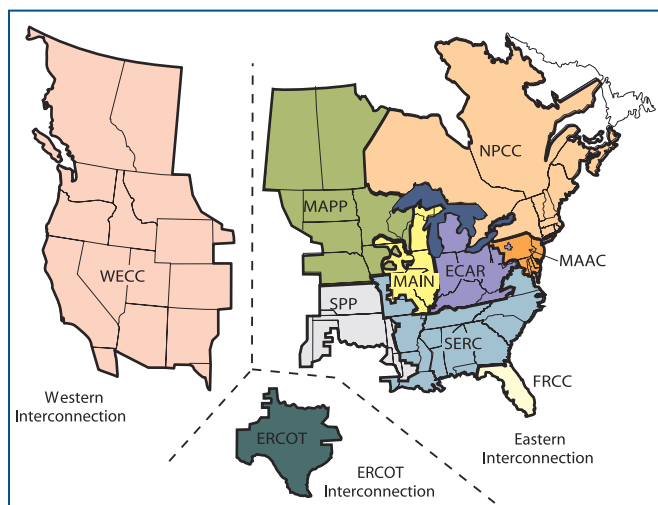 NPCC
MAPP
WECC
MAIN
ECAR
MAAC
SPP
SERC
FRCC
Western
Interconnection
ERCOT
Eastern
Interconnection
ERCOT
Interconnection